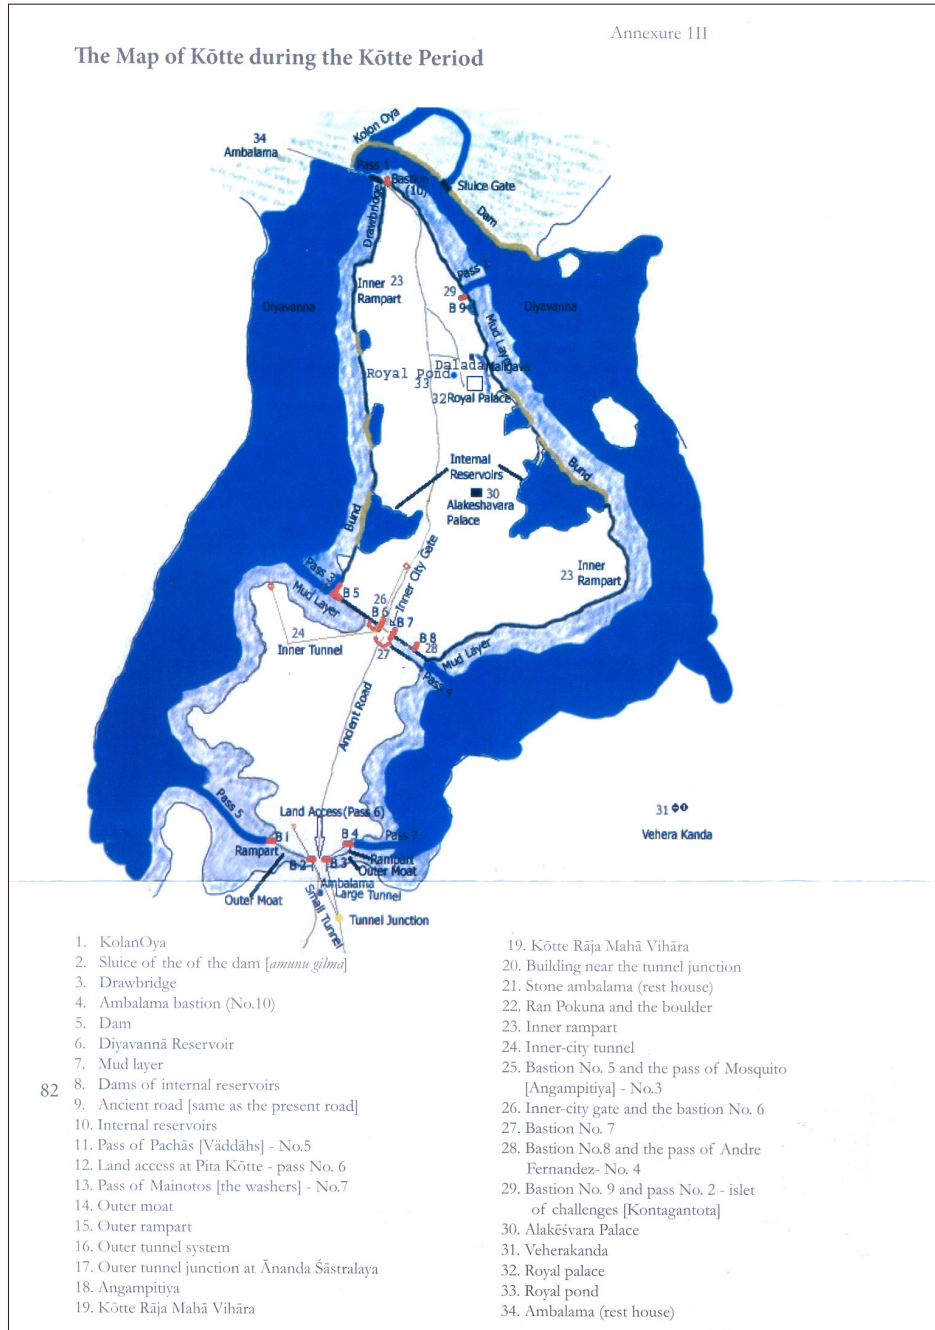 Annexure 1II
The Map of Kōtte during the Kōtte Period
Kolon Oya
34
Ambalama
Pass 1
Bastion
(10)
Sluice Gate
Drawbridge
Dam
Pass 2
Inner 23
Rampart
29
B 9
Diyavanna
Diyavanna
Mud Layer
Dalada Maligava
Royal Pond
33
32 Royal Palace
Internal
Reservoirs
Bund
30
Alakeshavara
Palace
Bund
Inner City Gate
Inner
23 Rampart
Pass 3
B 5
Mud Layer
26
B 6
B 7
B 8
28
24
Inner Tunnel
27
Mud Layer
Pass 4
Ancient Road
Pass 5
Land Access(Pass 6)
31
Vehera Kanda
B 1
B 4
Pass 7
Rampart
B 2
B 3
Rampart
Outer Moat
Ambalama
Outer Moat
Large Tunnel
Small Tunnel
Tunnel Junction
1. KolanOya
2. Sluice of the of the dam [amunu gilma]
3. Drawbridge
4. Ambalama bastion (No.10)
5. Dam
6. Diyavannā Reservoir
7. Mud layer
8. Dams of internal reservoirs
82
9. Ancient road [same as the present road]
10. Internal reservoirs
11. Pass of Pachās [Väddāhs] - No.5
12. Land access at Pita Kōtte - pass No. 6
13. Pass of Mainotos [the washers] - No.7
14. Outer moat
15. Outer rampart
16. Outer tunnel system
17. Outer tunnel junction at Ānanda Śāstralaya
18. Angampitiya
19. Kōtte Rāja Mahā Vihāra
19. Kōtte Rāja Mahā Vihāra
20. Building near the tunnel junction
21. Stone ambalama (rest house)
22. Ran Pokuna and the boulder
23. Inner rampart
24. Inner-city tunnel
25. Bastion No. 5 and the pass of Mosquito
[Angampitiya] - No.3
26. Inner-city gate and the bastion No. 6
27. Bastion No. 7
28. Bastion No.8 and the pass of Andre
Fernandez- No. 4
29. Bastion No. 9 and pass No. 2 - islet
of challenges [Kontagantota]
30. Alakēśvara Palace
31. Veherakanda
32. Royal palace
33. Royal pond
34. Ambalama (rest house)